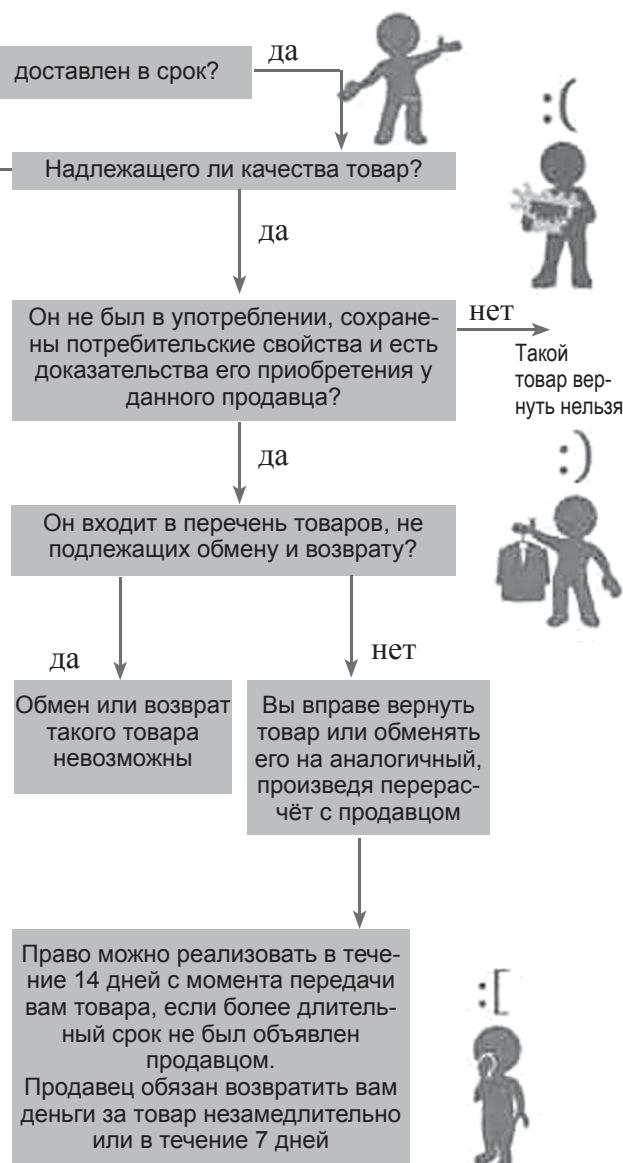 да
доставлен в срок?
:(
Надлежащего ли качества товар?
да
Он не был в употреблении, сохране-
ны потребительские свойства и есть
доказательства его приобретения у
данного продавца?
нет
Такой
товар вер-
нуть нельзя
:)
да
Он входит в перечень товаров, не
подлежащих обмену и возврату?
да
нет
Обмен или возврат
такого товара
невозможны
Вы вправе вернуть
товар или обменять
его на аналогичный,
произведя перерас-
чёт с продавцом
Право можно реализовать в тече-
ние 14 дней с момента передачи
вам товара, если более длитель-
ный срок не был объявлен
продавцом.
Продавец обязан возвратить вам
деньги за товар незамедлительно
или в течение 7 дней
:[